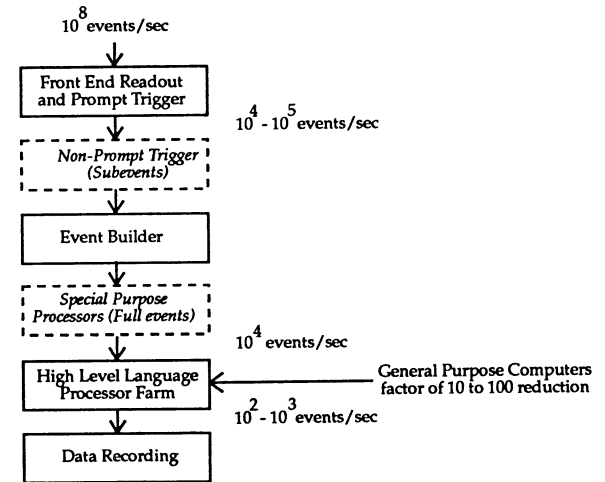 10^8 events/sec
Front End Readout
and Prompt Trigger
10^4 - 10^5 events/sec
Non-Prompt Trigger
(Subevents)
Event Builder
Special Purpose
Processors (Full events)
10^4 events/sec
High Level Language
Processor Farm
General Purpose Computers
factor of 10 to 100 reduction
10^2 - 10^3 events/sec
Data Recording